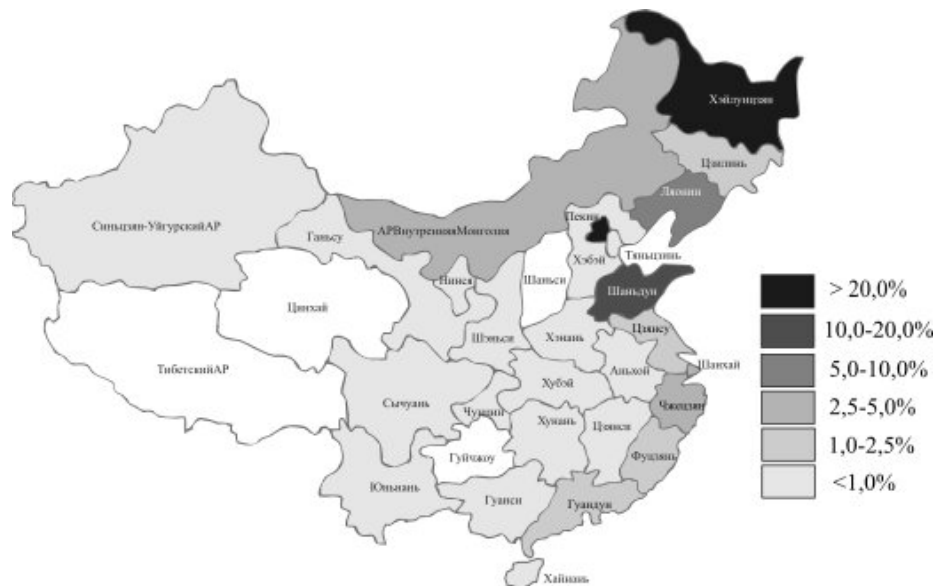 Хэйлунцзян
Цзилинь
Ляонин
Пекин
Синьцзян-УйгурскийАР
Ганьсу
АРВнутренняяМонголия
Тяньцзинь
Хэбэй
Нинся
Шаньси
Шаньдун
Цинхай
Шэньси
Хэнань
Цзянсу
ТибетскийАР
Сычуань
Чунцин
Хубэй
Аньхой
Шанхай
Чжецзян
Хунань
Цзянси
Гуйчжоу
Фуцзянь
Юньнань
Гуанси
Гуандун
Хайнань
> 20,0%
10,0-20,0%
5,0-10,0%
2,5-5,0%
1,0-2,5%
<1,0%